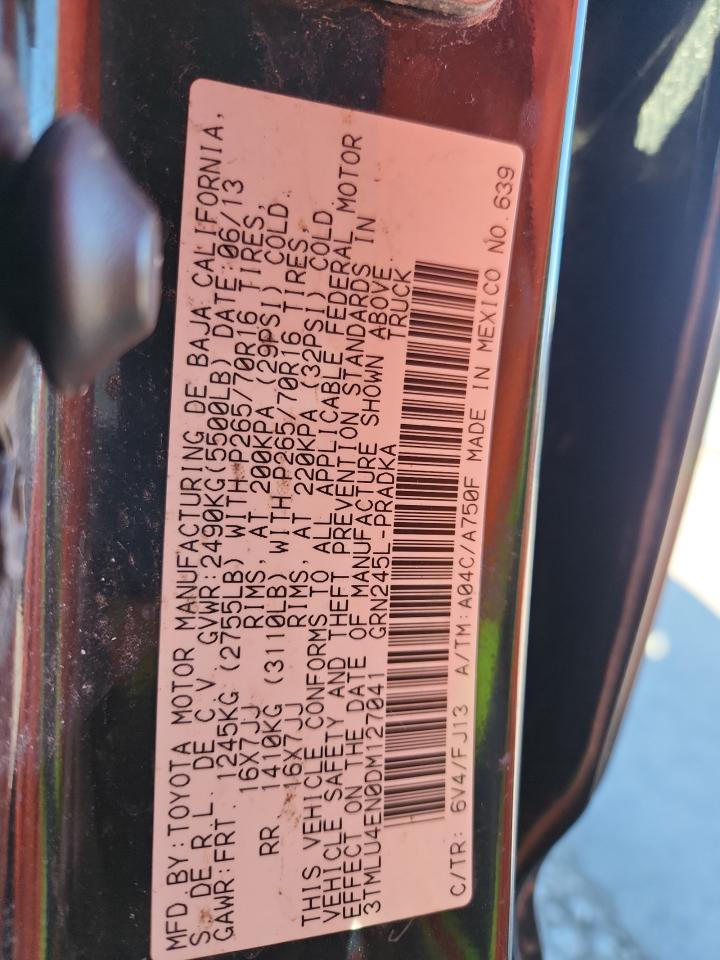 MFD.BY:TOYOTA MOTOR MANUFACTURING DE BAJA CALIFORNIA,
S. DE R.L. DE C.V. GVWR:2490KG(5500LB) DATE:06/13
GAWR:FRT. 1245KG (2755LB) WITH P265/70R16 TIRES,
16X7JJ RIMS, AT 200KPA (29PSI) COLD
RR 1410KG (3110LB) WITH P265/70R16 TIRES,
16X7JJ RIMS, AT 220KPA (32PSI) COLD
THIS VEHICLE CONFORMS TO ALL APPLICABLE FEDERAL MOTOR
VEHICLE SAFETY AND THEFT PREVENTION STANDARDS IN
EFFECT ON THE DATE OF MANUFACTURE SHOWN ABOVE.
3TMLU4EN0DM127041 GRN245L-PRADKA TRUCK
C/TR: 6V4/FJ13 A/TM:A04C/A750F MADE IN MEXICO NO.639